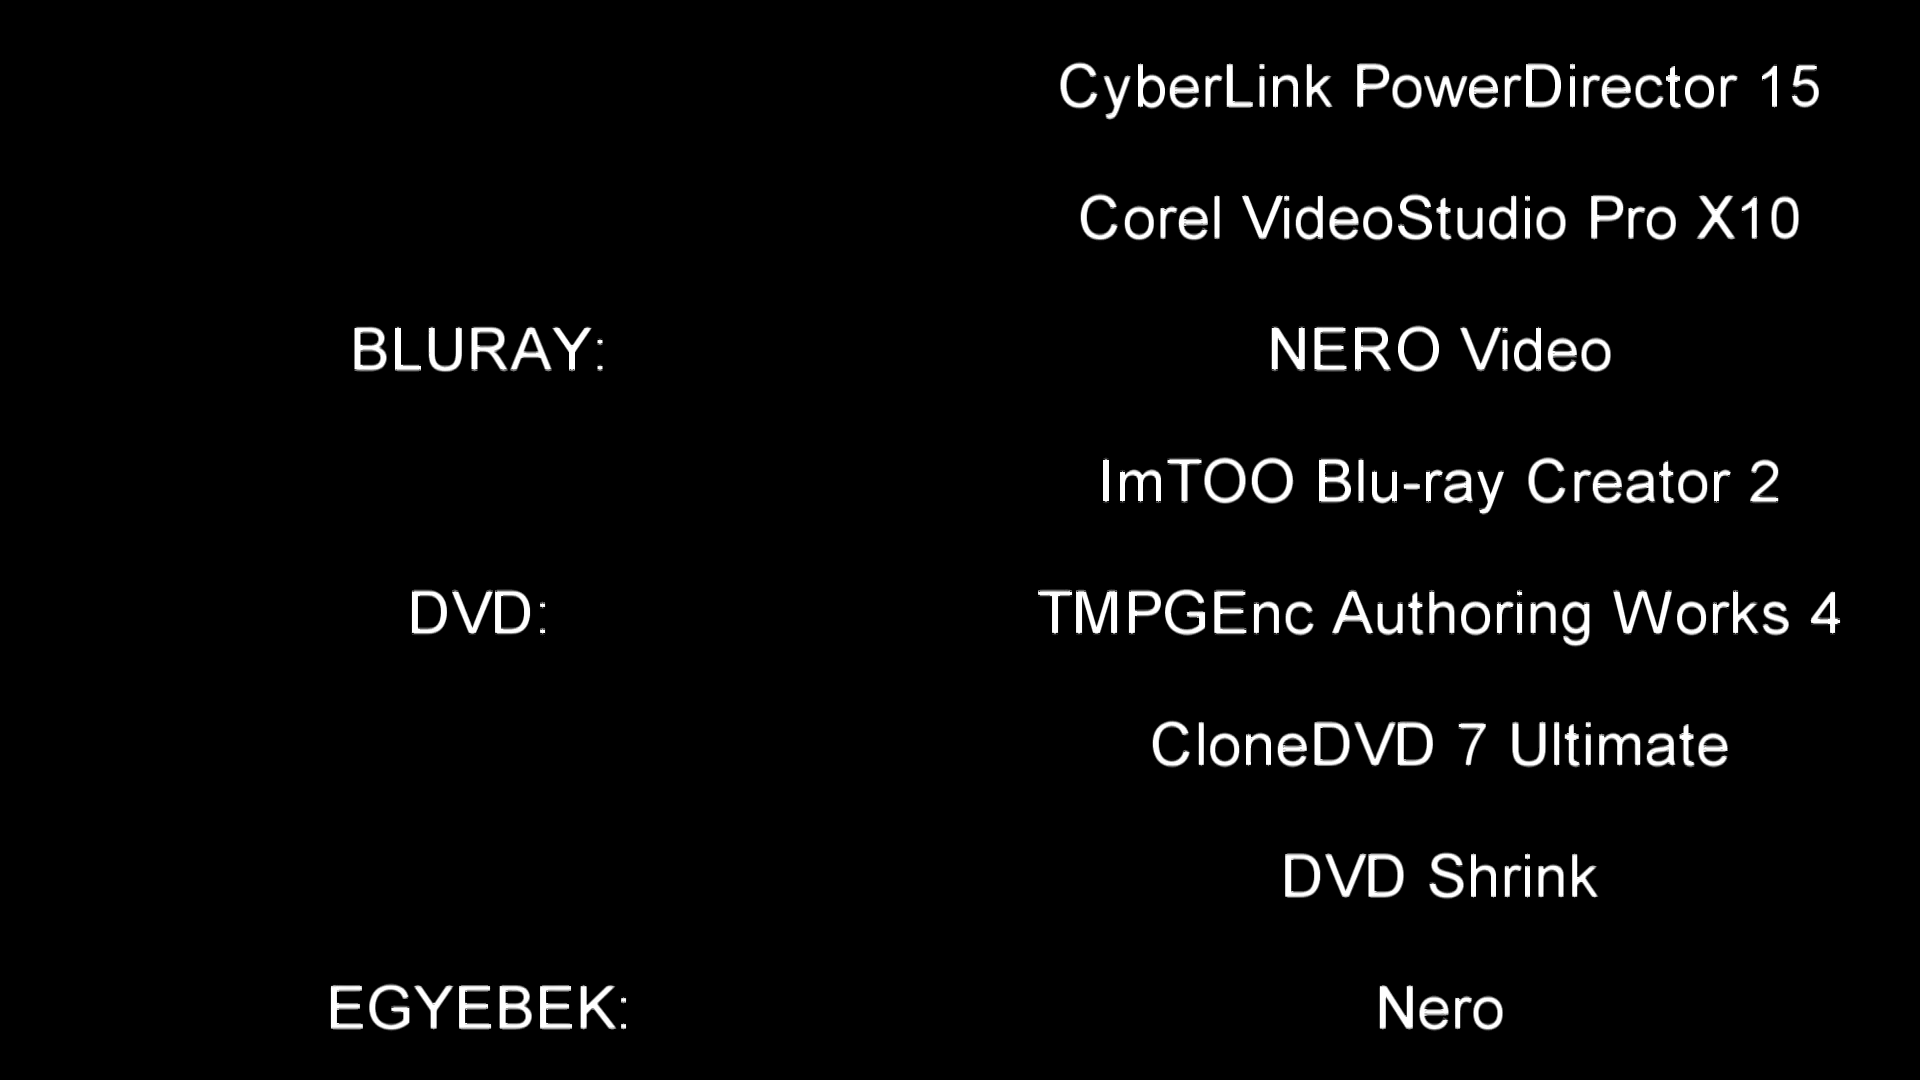 CyberLink PowerDirector 15
Corel VideoStudio Pro X10
BLURAY: NERO Video
ImTOO Blu-ray Creator 2
DVD: TMPGEnc Authoring Works 4
CloneDVD 7 Ultimate
DVD Shrink
EGYEBEK: Nero